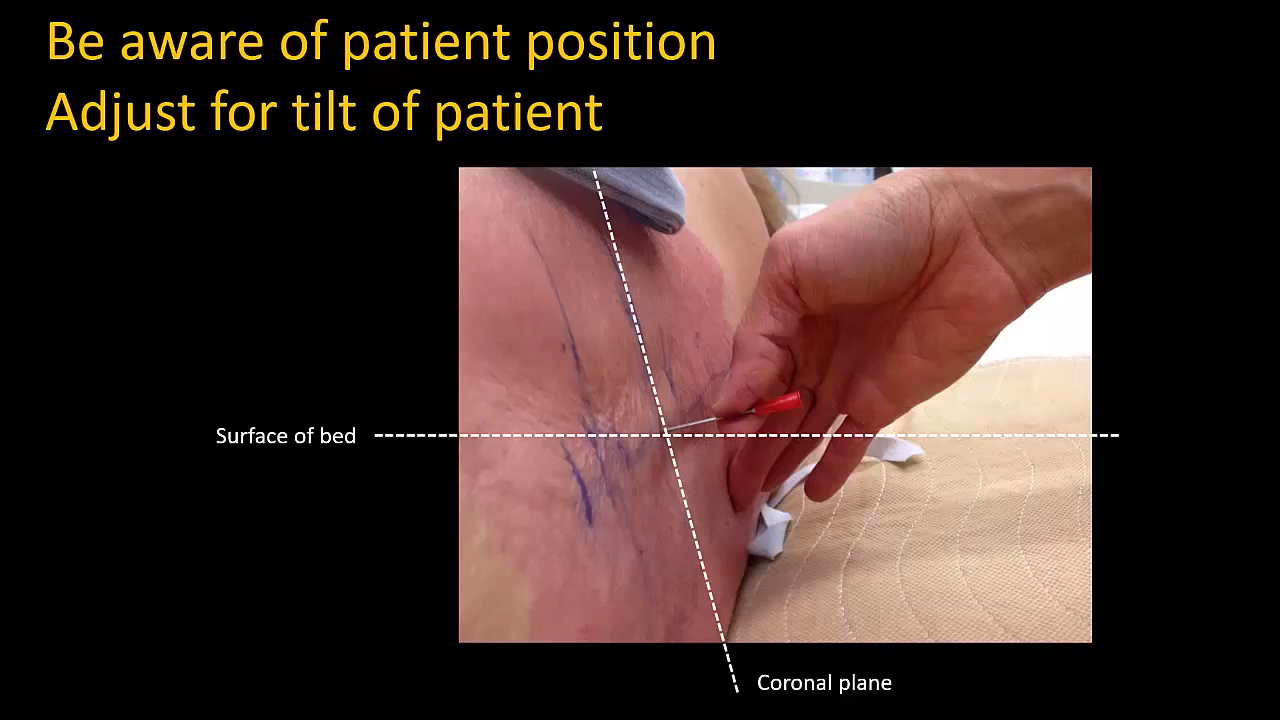 Be aware of patient position
Adjust for tilt of patient
Surface of bed
Coronal plane